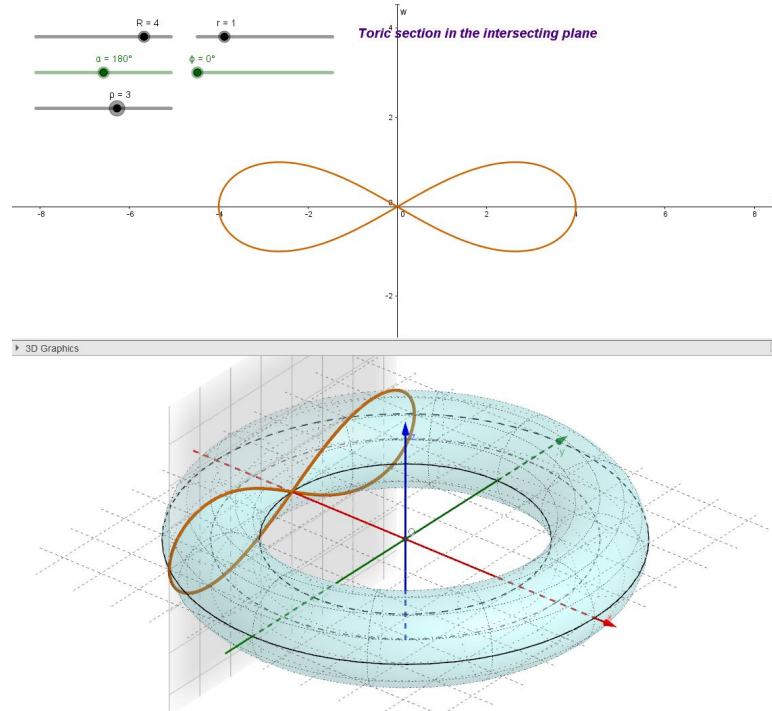 R = 4
r = 1
w
4
Toric section in the intersecting plane
α = 180°
ϕ = 0°
ρ = 3
2
0
-8
-6
-4
-2
0
2
4
6
8
-2
3D Graphics
y
O